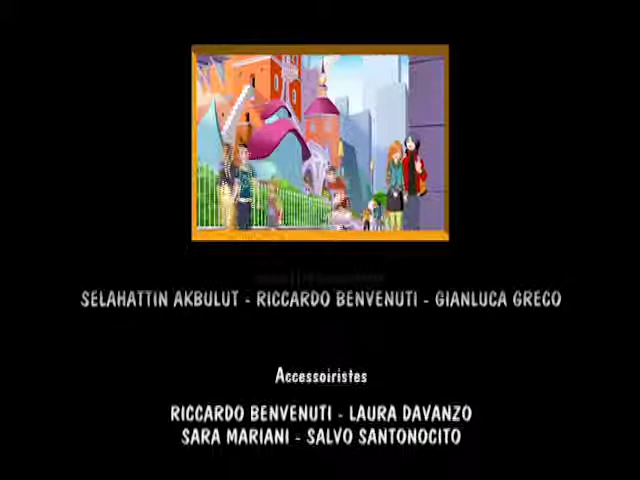 SELAHATTIN AKBULUT - RICCARDO BENVENUTI - GIANLUCA GRECO
Accessoiristes
RICCARDO BENVENUTI - LAURA DAVANZO
SARA MARIANI - SALVO SANTONOCITO